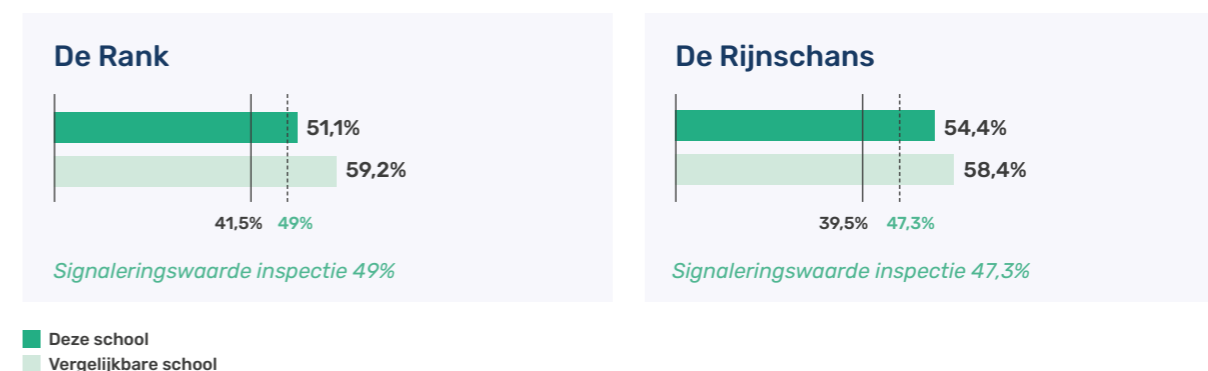 De Rank
51,1%
59,2%
41,5% 49%
Signaleringswaarde inspectie 49%
De Rijnschans
54,4%
58,4%
39,5% 47,3%
Signaleringswaarde inspectie 47,3%
Deze school
Vergelijkbare school